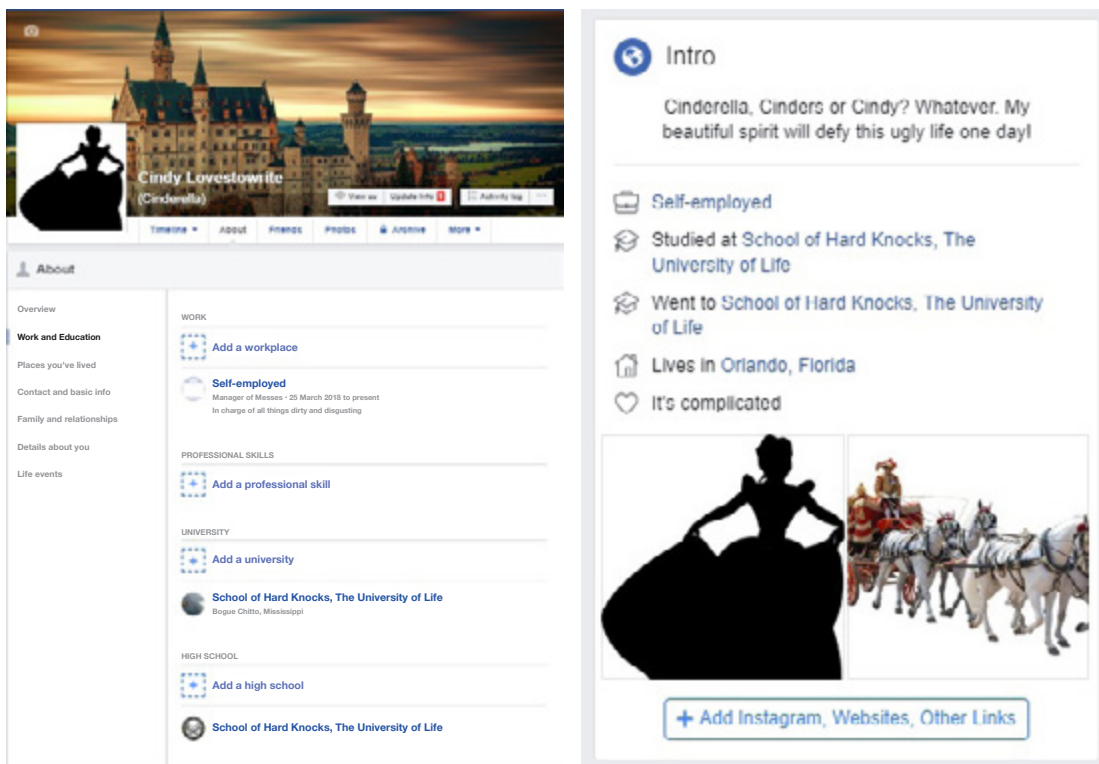 Cindy Lovestowrite
(Cinderella)
View as Update Info Activity log
Timeline About Friends Photos Archive More
About
Overview
Work and Education
Places you've lived
Contact and basic info
Family and relationships
Details about you
Life events
WORK
Add a workplace
Self-employed
Manager of Messes · 25 March 2018 to present
In charge of all things dirty and disgusting
PROFESSIONAL SKILLS
Add a professional skill
UNIVERSITY
Add a university
School of Hard Knocks, The University of Life
Bogue Chitto, Mississippi
HIGH SCHOOL
Add a high school
School of Hard Knocks, The University of Life
Intro
Cinderella, Cinders or Cindy? Whatever. My
beautiful spirit will defy this ugly life one day!
Self-employed
Studied at School of Hard Knocks, The
University of Life
Went to School of Hard Knocks, The University
of Life
Lives in Orlando, Florida
It's complicated
+ Add Instagram, Websites, Other Links